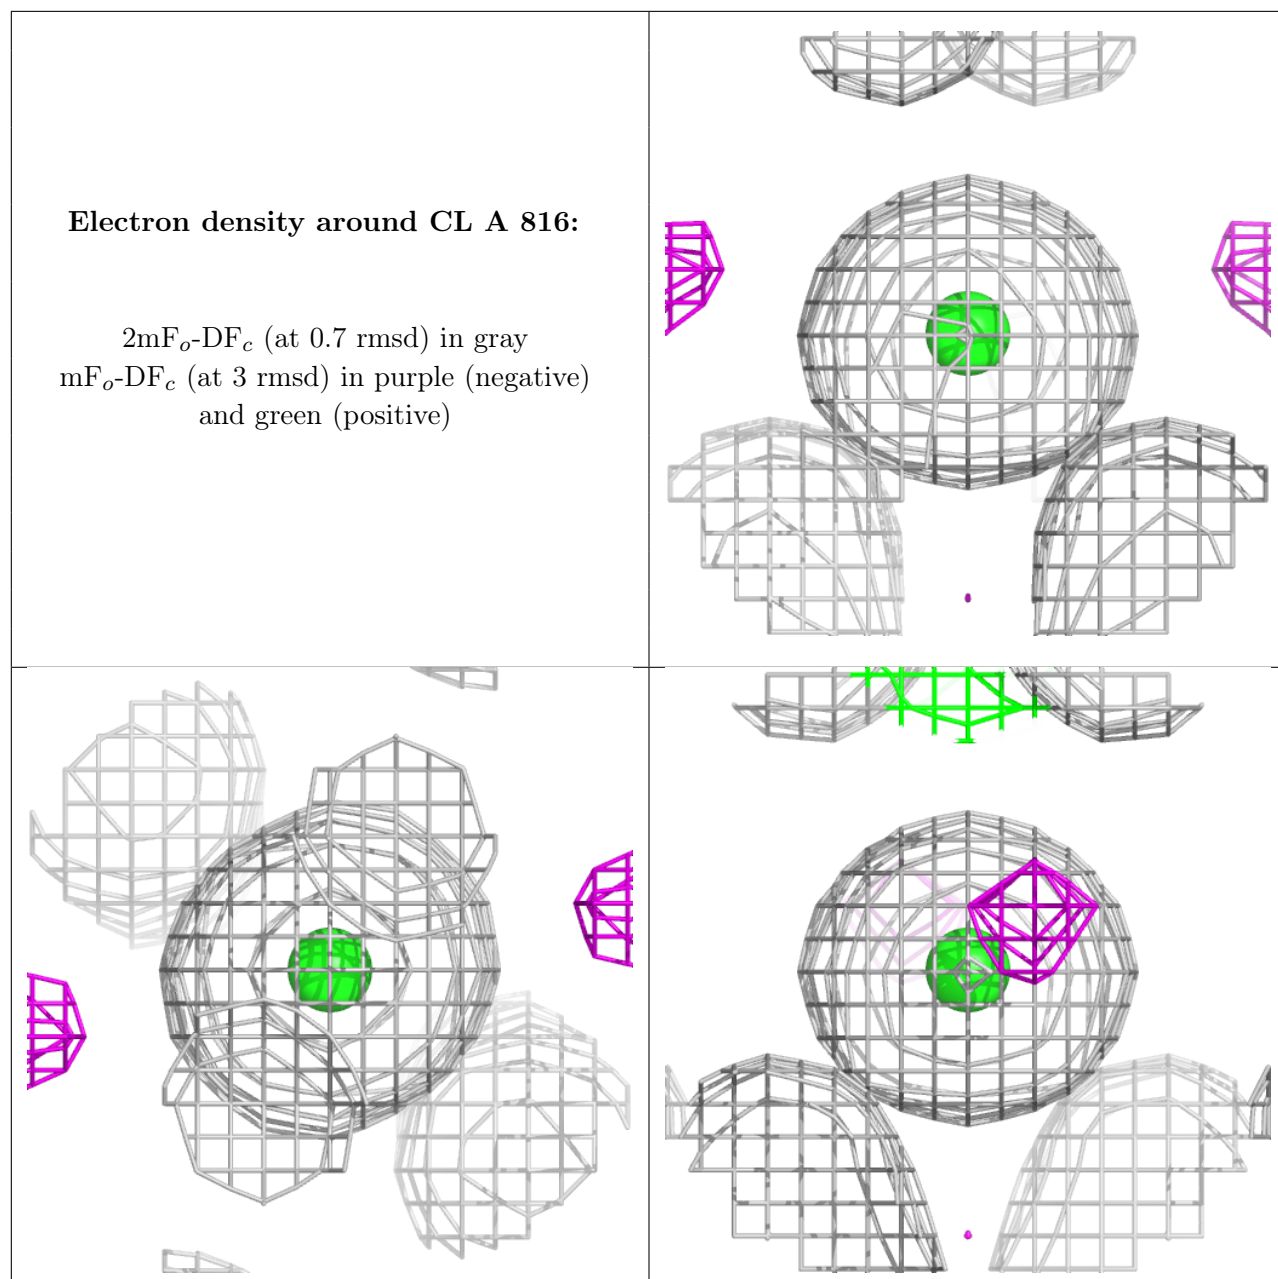 Electron density around CL A 816:
2mFₒ-DF𝒸 (at 0.7 rmsd) in gray
mFₒ-DF𝒸 (at 3 rmsd) in purple (negative)
and green (positive)